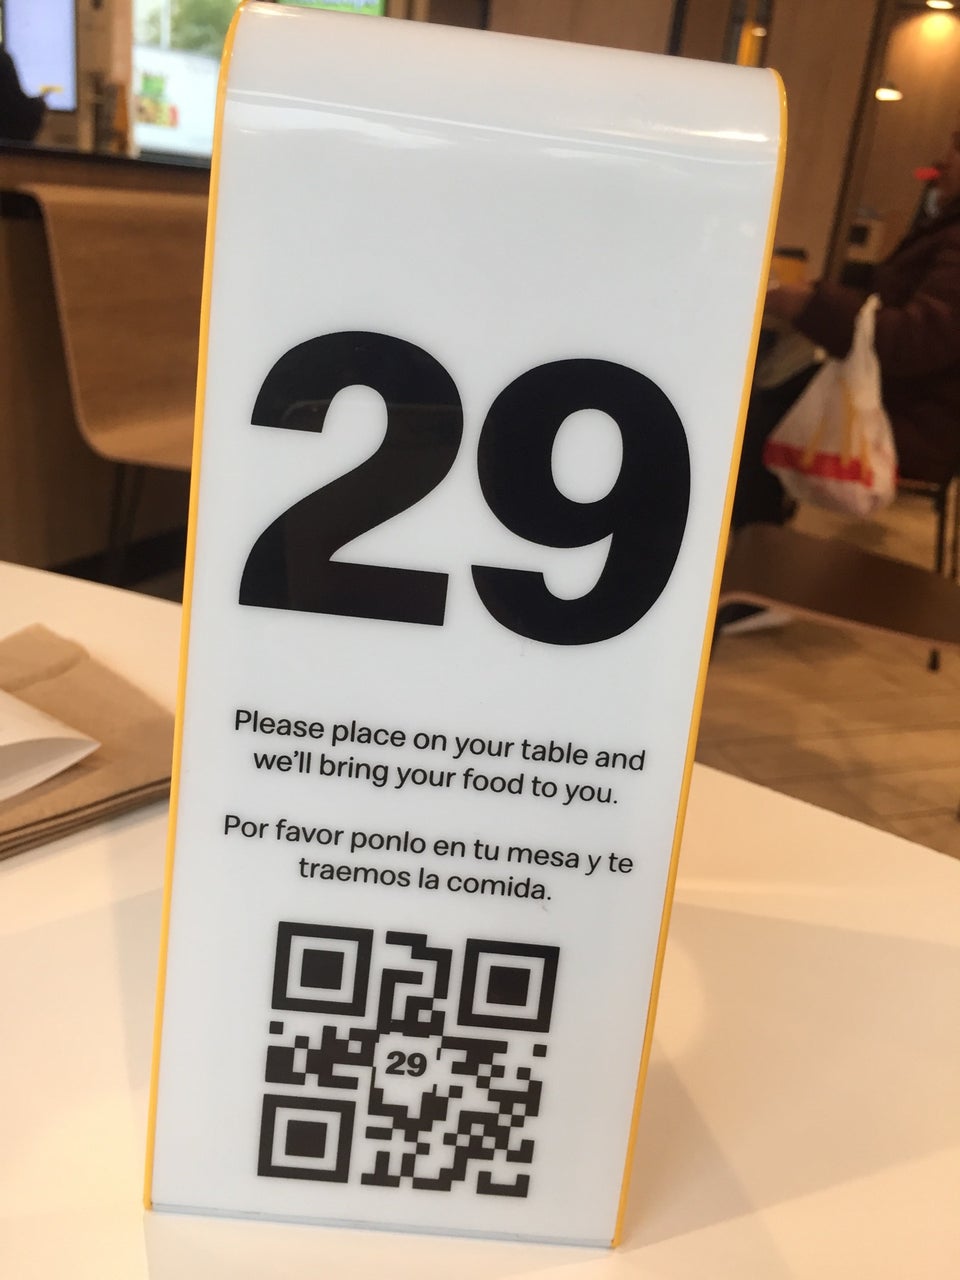 29
Please place on your table and
we'll bring your food to you.
Por favor ponlo en tu mesa y te
traemos la comida.
29